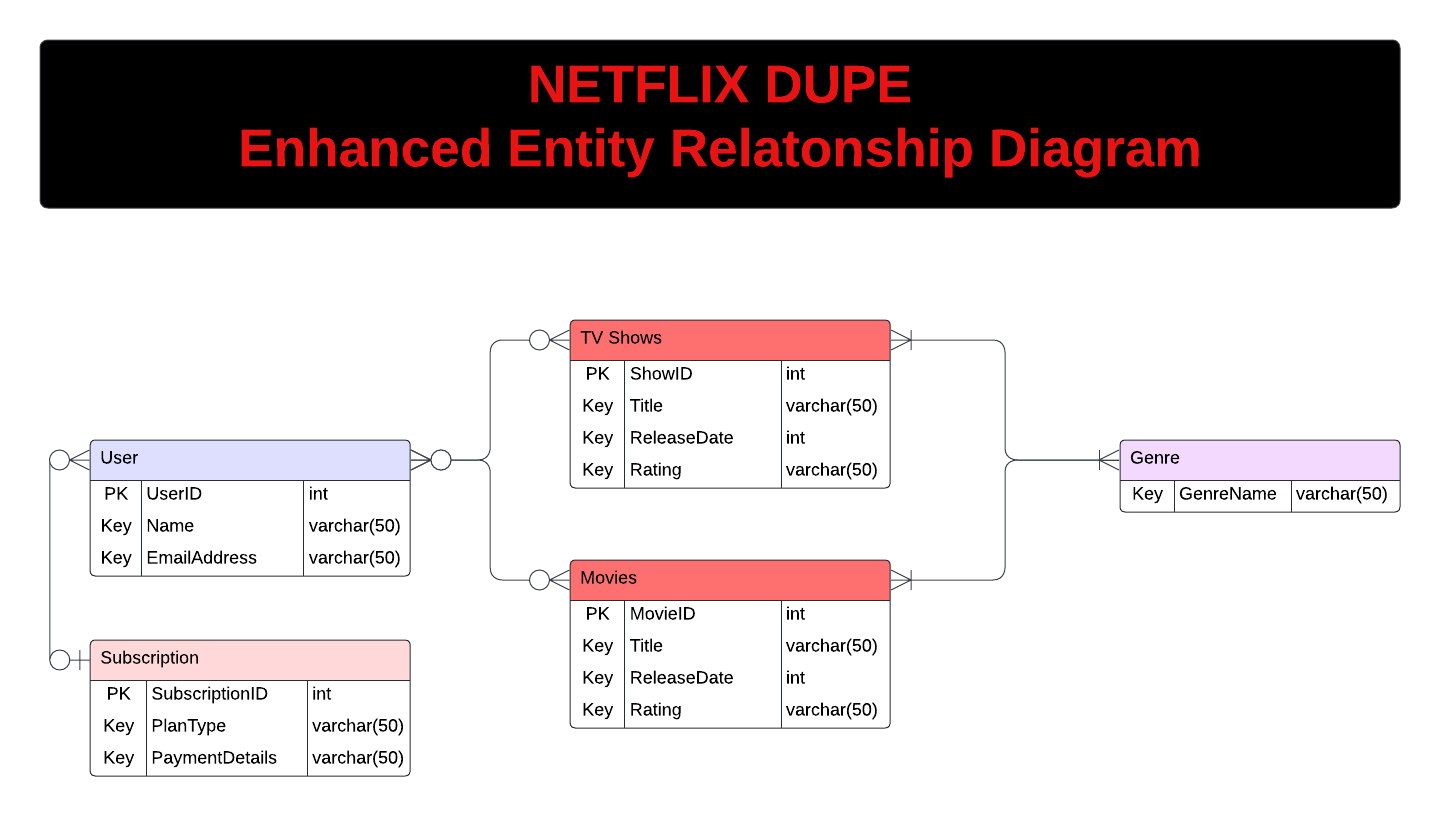 NETFLIX DUPE
Enhanced Entity Relatonship Diagram
TV Shows
PK ShowID int
Key Title varchar(50)
Key ReleaseDate int
Key Rating varchar(50)
User
PK UserID int
Key Name varchar(50)
Key EmailAddress varchar(50)
Genre
Key GenreName varchar(50)
Movies
PK MovieID int
Key Title varchar(50)
Key ReleaseDate int
Key Rating varchar(50)
Subscription
PK SubscriptionID int
Key PlanType varchar(50)
Key PaymentDetails varchar(50)